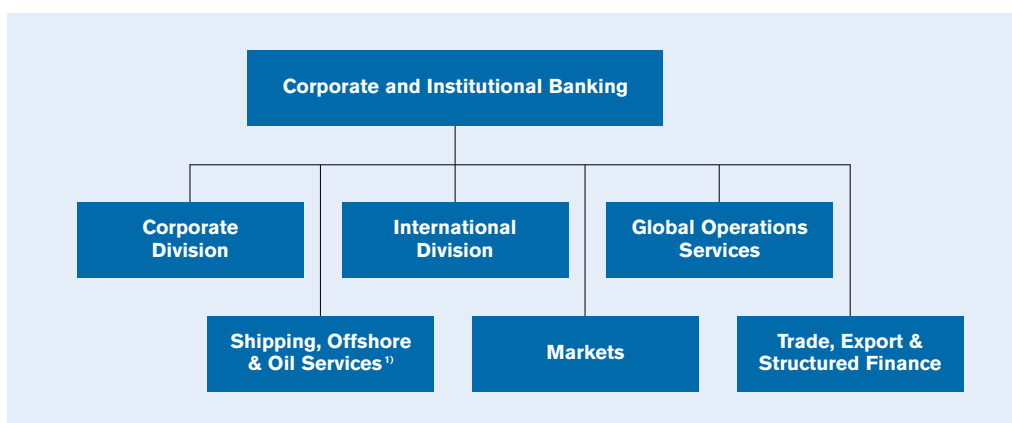 Corporate and Institutional Banking
Corporate
Division
International
Division
Global Operations
Services
Shipping, Offshore
& Oil Services ¹⁾
Markets
Trade, Export &
Structured Finance